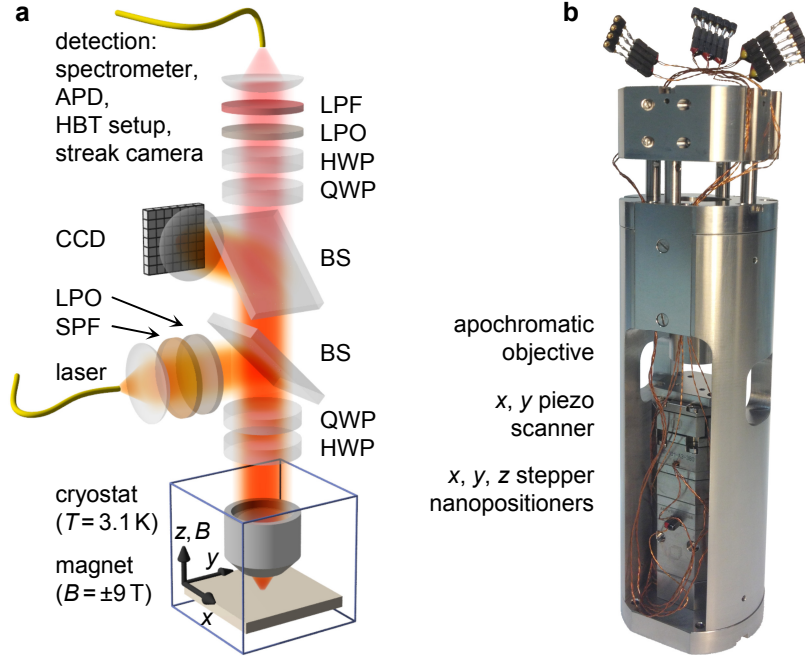 a
detection:
spectrometer,
APD,
HBT setup,
streak camera
LPF
LPO
HWP
QWP
CCD
BS
LPO
SPF
BS
laser
QWP
HWP
cryostat
(T = 3.1 K)
magnet
(B = ±9 T)
z, B
y
x
b
apochromatic
objective
x, y piezo
scanner
x, y, z stepper
nanopositioners